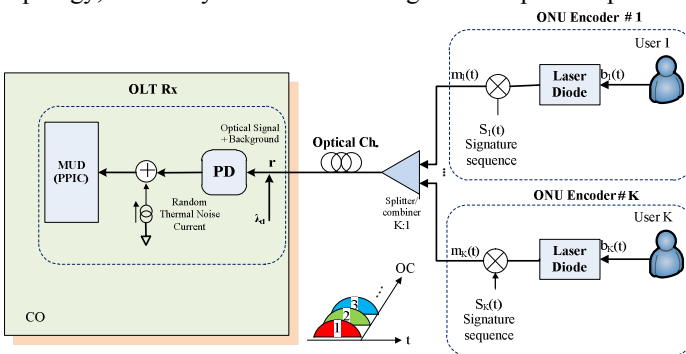 ONU Encoder #1
User 1
m₁(t)
b₁(t)
Laser
Diode
S₁(t)
Signature
sequence
OLT Rx
Optical Signal
+Background
Optical Ch.
MUD
(PPIC)
PD
r
λd
Random
Thermal Noise
Current
Splitter/
combiner
K:1
...
ONU Encoder# K
User K
mK(t)
bK(t)
Laser
Diode
SK(t)
Signature
sequence
OC
...
3
2
1
t
CO